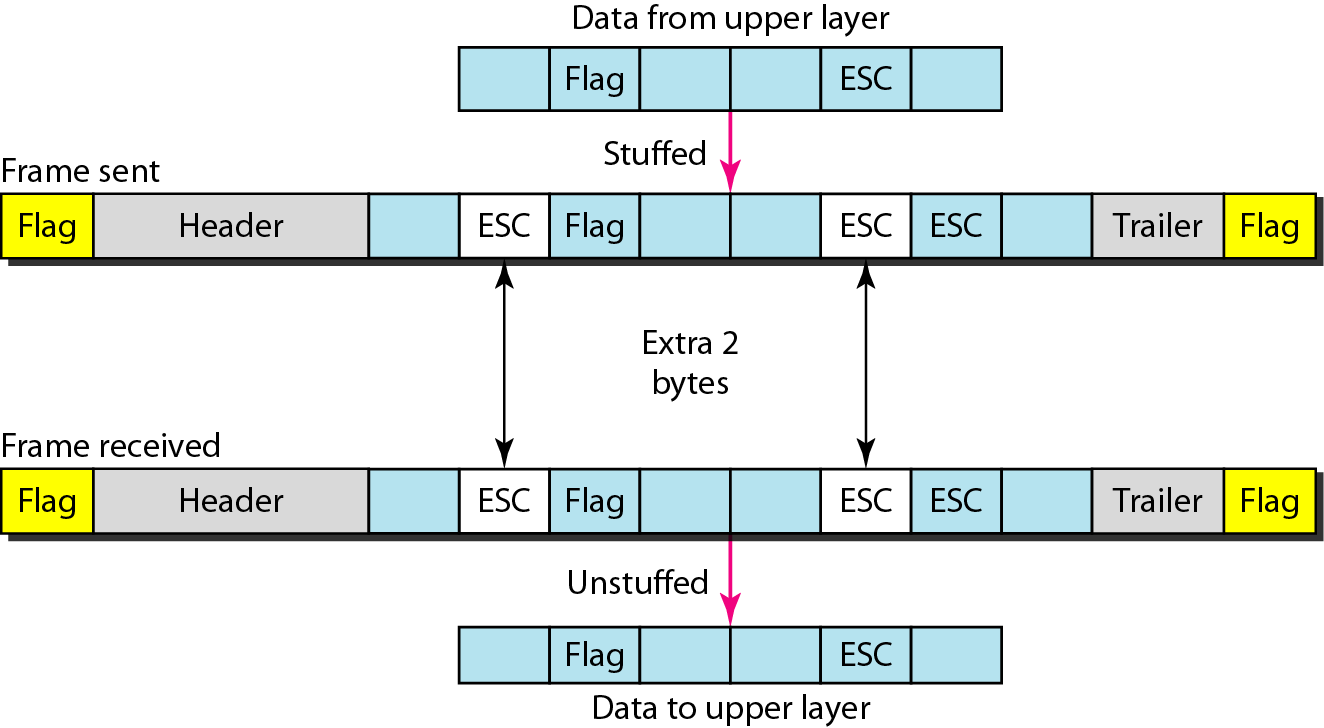 Data from upper layer
Flag ESC
Stuffed
Frame sent
Flag Header ESC Flag ESC ESC Trailer Flag
Extra 2
bytes
Frame received
Flag Header ESC Flag ESC ESC Trailer Flag
Unstuffed
Flag ESC
Data to upper layer